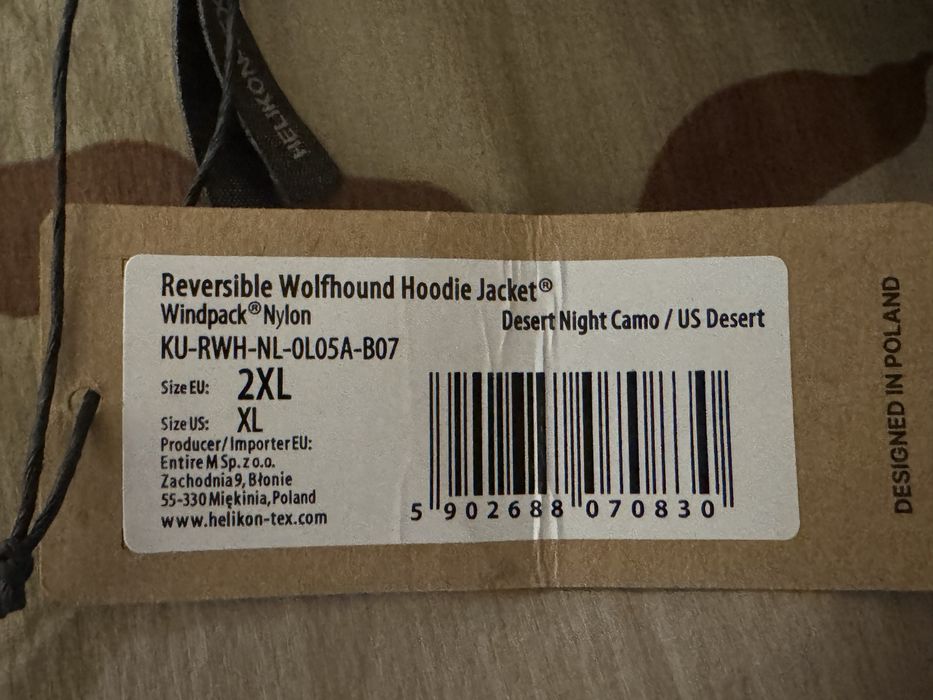 HELIKON-
Reversible Wolfhound Hoodie Jacket®
Windpack® Nylon
Desert Night Camo / US Desert
KU-RWH-NL-0L05A-B07
Size EU: 2XL
Size US: XL
Producer/ Importer EU:
Entire M Sp. z o.o.
Zachodnia 9, Błonie
55-330 Miękinia, Poland
www.helikon-tex.com
5 902688 070830
DESIGNED IN POLAND